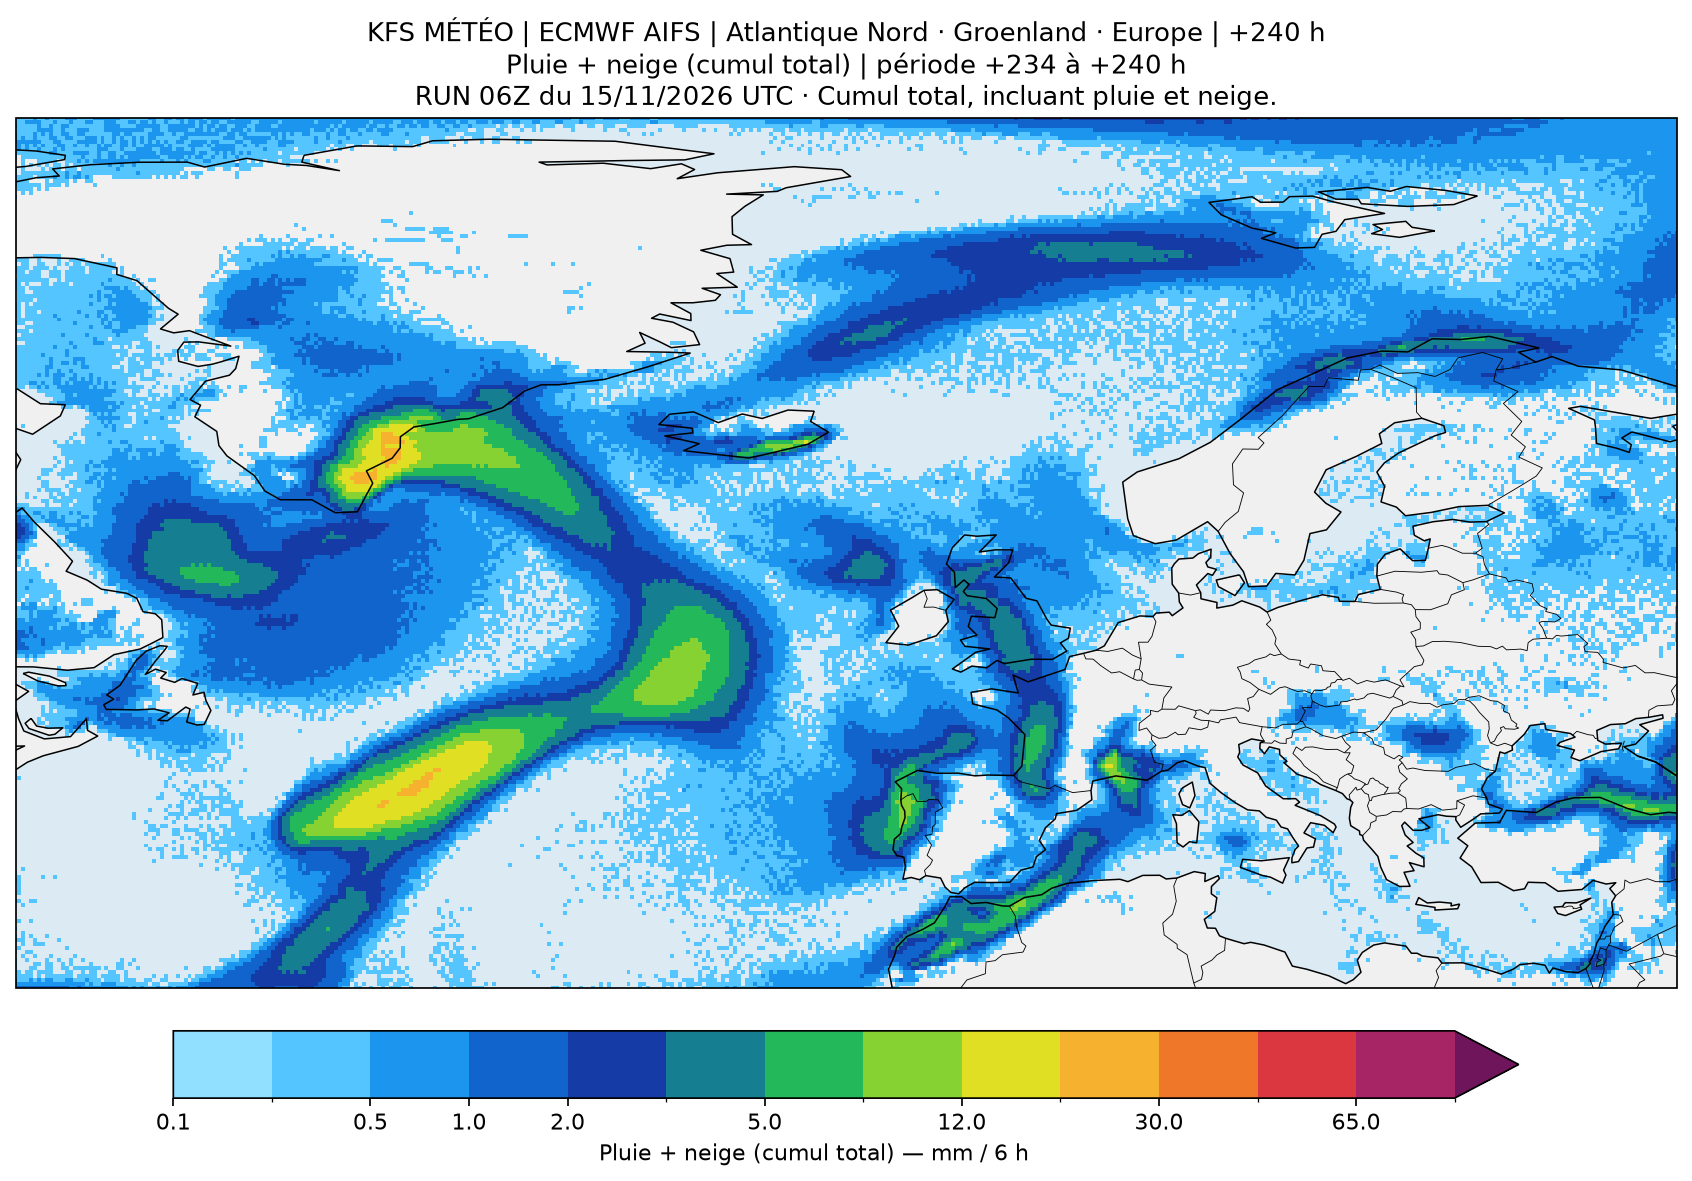 KFS MÉTÉO | ECMWF AIFS | Atlantique Nord · Groenland · Europe | +240 h
Pluie + neige (cumul total) | période +234 à +240 h
RUN 06Z du 15/11/2026 UTC · Cumul total, incluant pluie et neige.
0.1 0.5 1.0 2.0 5.0 12.0 30.0 65.0
Pluie + neige (cumul total) — mm / 6 h